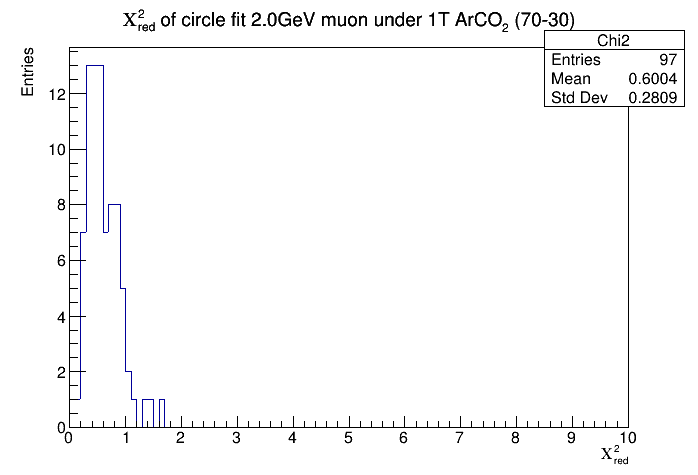 Χ²red of circle fit 2.0GeV muon under 1T ArCO₂ (70-30)
Chi2
Entries 97
Mean 0.6004
Std Dev 0.2809
Entries
12
10
8
6
4
2
0
0 1 2 3 4 5 6 7 8 9 10
Χ²red